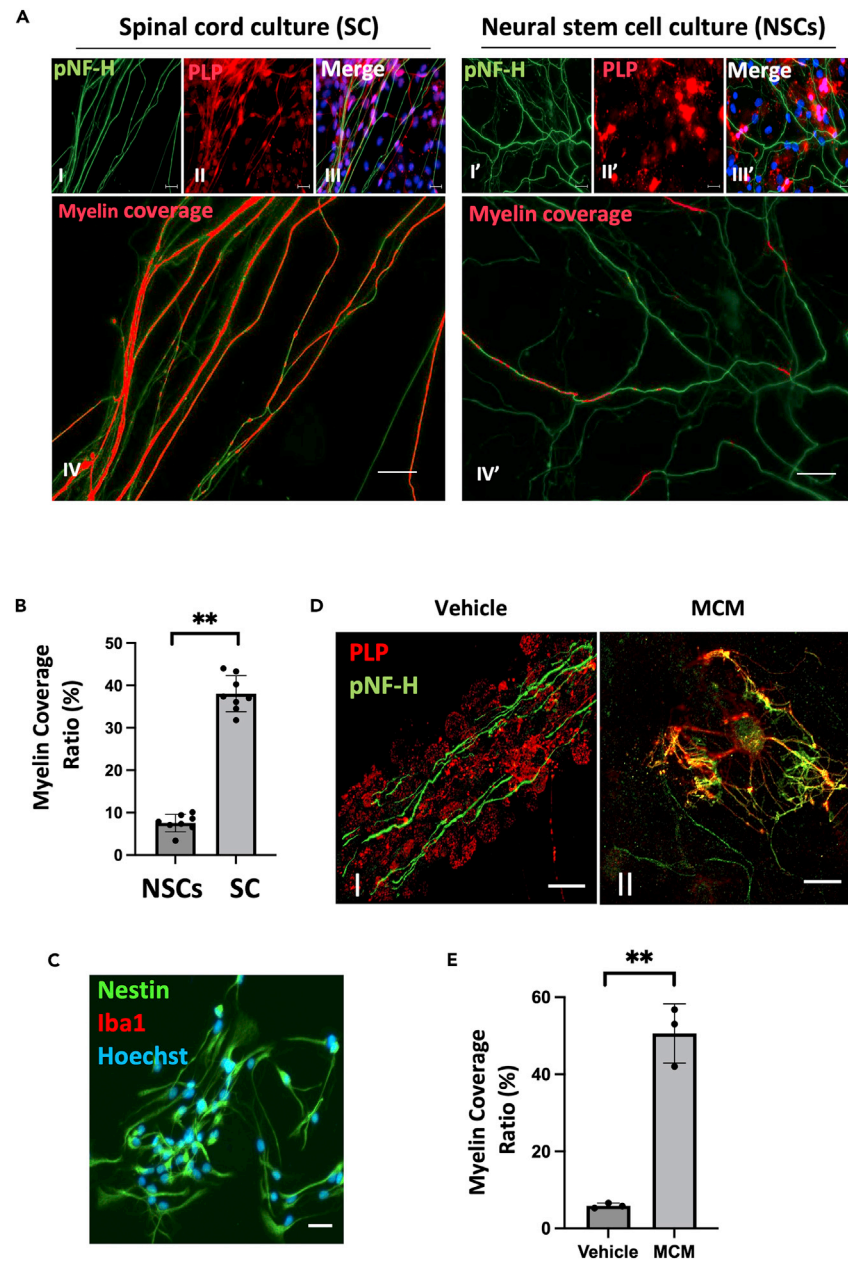 A
Spinal cord culture (SC)
Neural stem cell culture (NSCs)
pNF-H
PLP
Merge
I
II
III
pNF-H
PLP
Merge
I'
II'
III'
Myelin coverage
IV
Myelin coverage
IV'
B
**
Myelin Coverage
Ratio (%)
50
40
30
20
10
0
NSCs
SC
D
Vehicle
MCM
PLP
pNF-H
I
II
C
Nestin
Iba1
Hoechst
E
**
Myelin Coverage
Ratio (%)
60
40
20
0
Vehicle
MCM